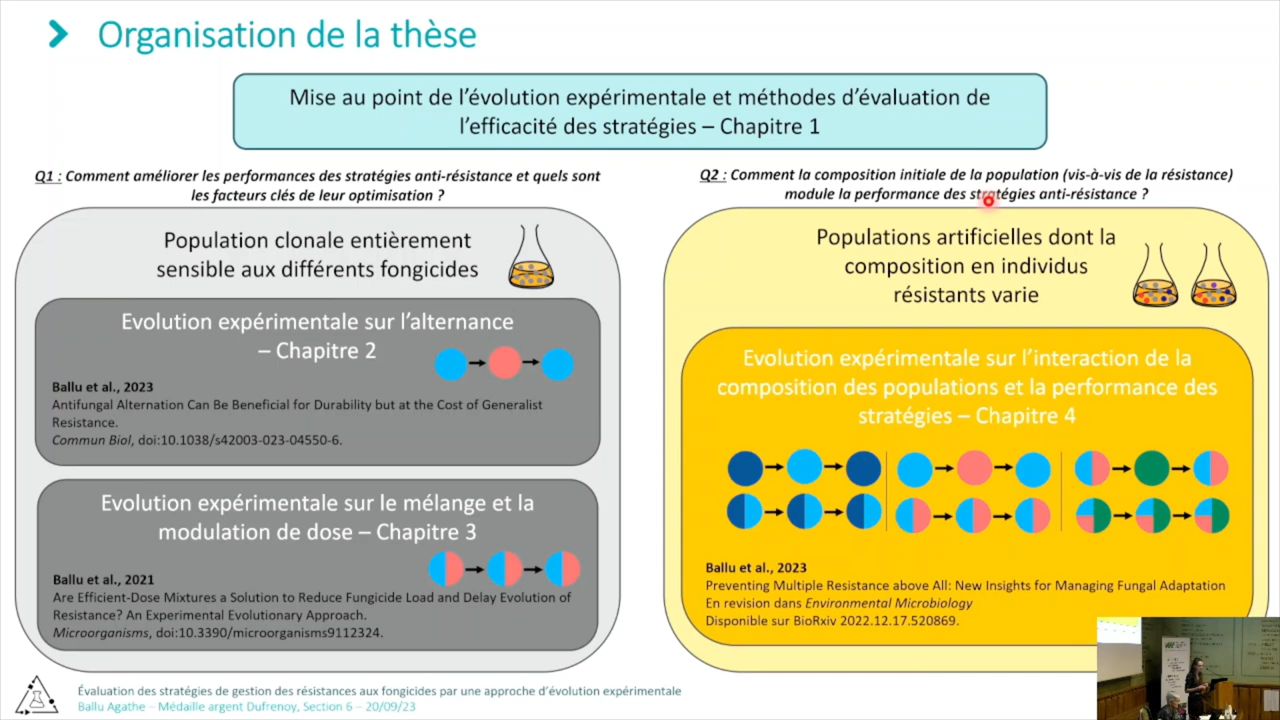 Organisation de la thèse
Mise au point de l'évolution expérimentale et méthodes d'évaluation de
l'efficacité des stratégies – Chapitre 1
Q1 : Comment améliorer les performances des stratégies anti-résistance et quels sont
les facteurs clés de leur optimisation ?
Population clonale entièrement
sensible aux différents fongicides
Evolution expérimentale sur l'alternance
– Chapitre 2
Ballu et al., 2023
Antifungal Alternation Can Be Beneficial for Durability but at the Cost of Generalist
Resistance.
Commun Biol, doi:10.1038/s42003-023-04550-6.
Evolution expérimentale sur le mélange et la
modulation de dose – Chapitre 3
Ballu et al., 2021
Are Efficient-Dose Mixtures a Solution to Reduce Fungicide Load and Delay Evolution of
Resistance? An Experimental Evolutionary Approach.
Microorganisms, doi:10.3390/microorganisms9112324.
Q2 : Comment la composition initiale de la population (vis-à-vis de la résistance)
module la performance des stratégies anti-résistance ?
Populations artificielles dont la
composition en individus
résistants varie
Evolution expérimentale sur l'interaction de la
composition des populations et la performance des
stratégies – Chapitre 4
Ballu et al., 2023
Preventing Multiple Resistance above All: New Insights for Managing Fungal Adaptation
En revision dans Environmental Microbiology
Disponible sur BioRxiv 2022.12.17.520869.
Évaluation des stratégies de gestion des résistances aux fongicides par une approche d'évolution expérimentale
Ballu Agathe – Médaille argent Dufrenoy, Section 6 – 20/09/23